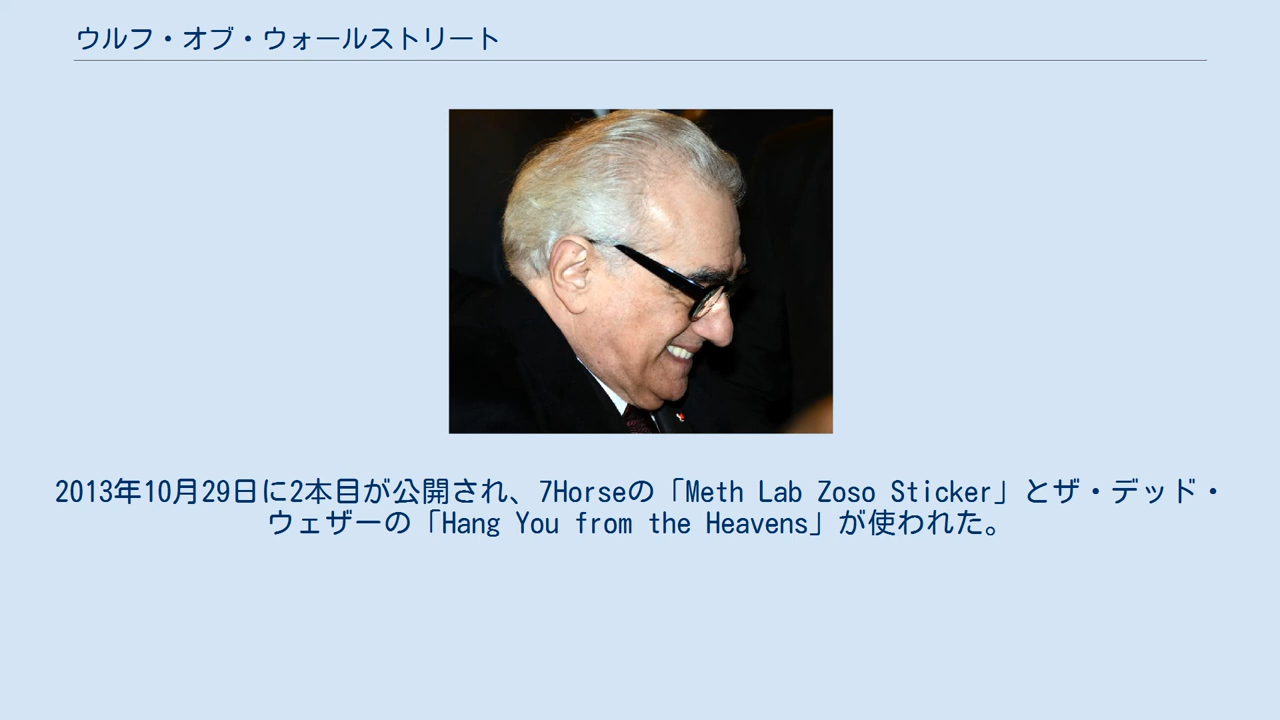 ウルフ・オブ・ウォールストリート
2013年10月29日に2本目が公開され、7Horseの「Meth Lab Zoso Sticker」とザ・デッド・
ウェザーの「Hang You from the Heavens」が使われた。